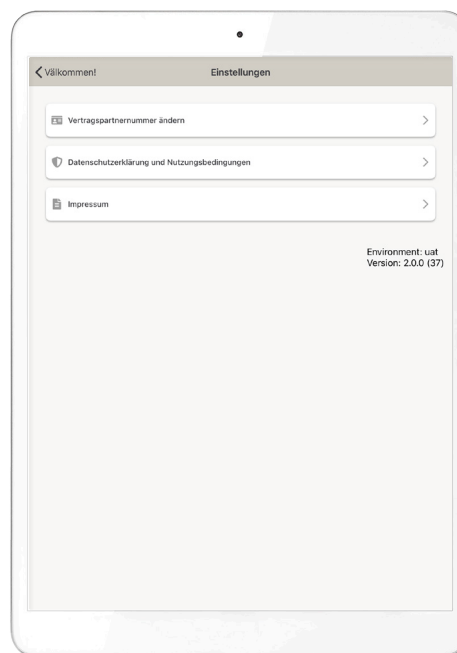 Välkommen!
Einstellungen
Vertragspartnernummer ändern
Datenschutzerklärung und Nutzungsbedingungen
Impressum
Environment: uat
Version: 2.0.0 (37)